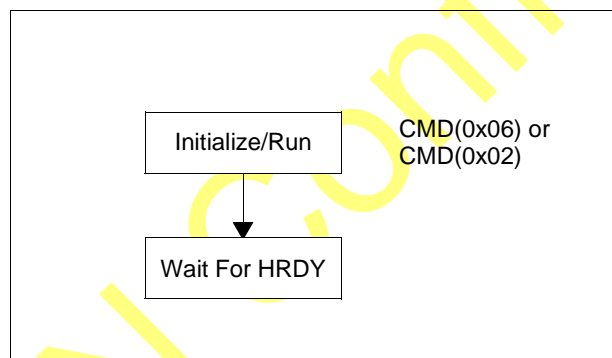 Initialize/Run
CMD(0x06) or
CMD(0x02)
Wait For HRDY